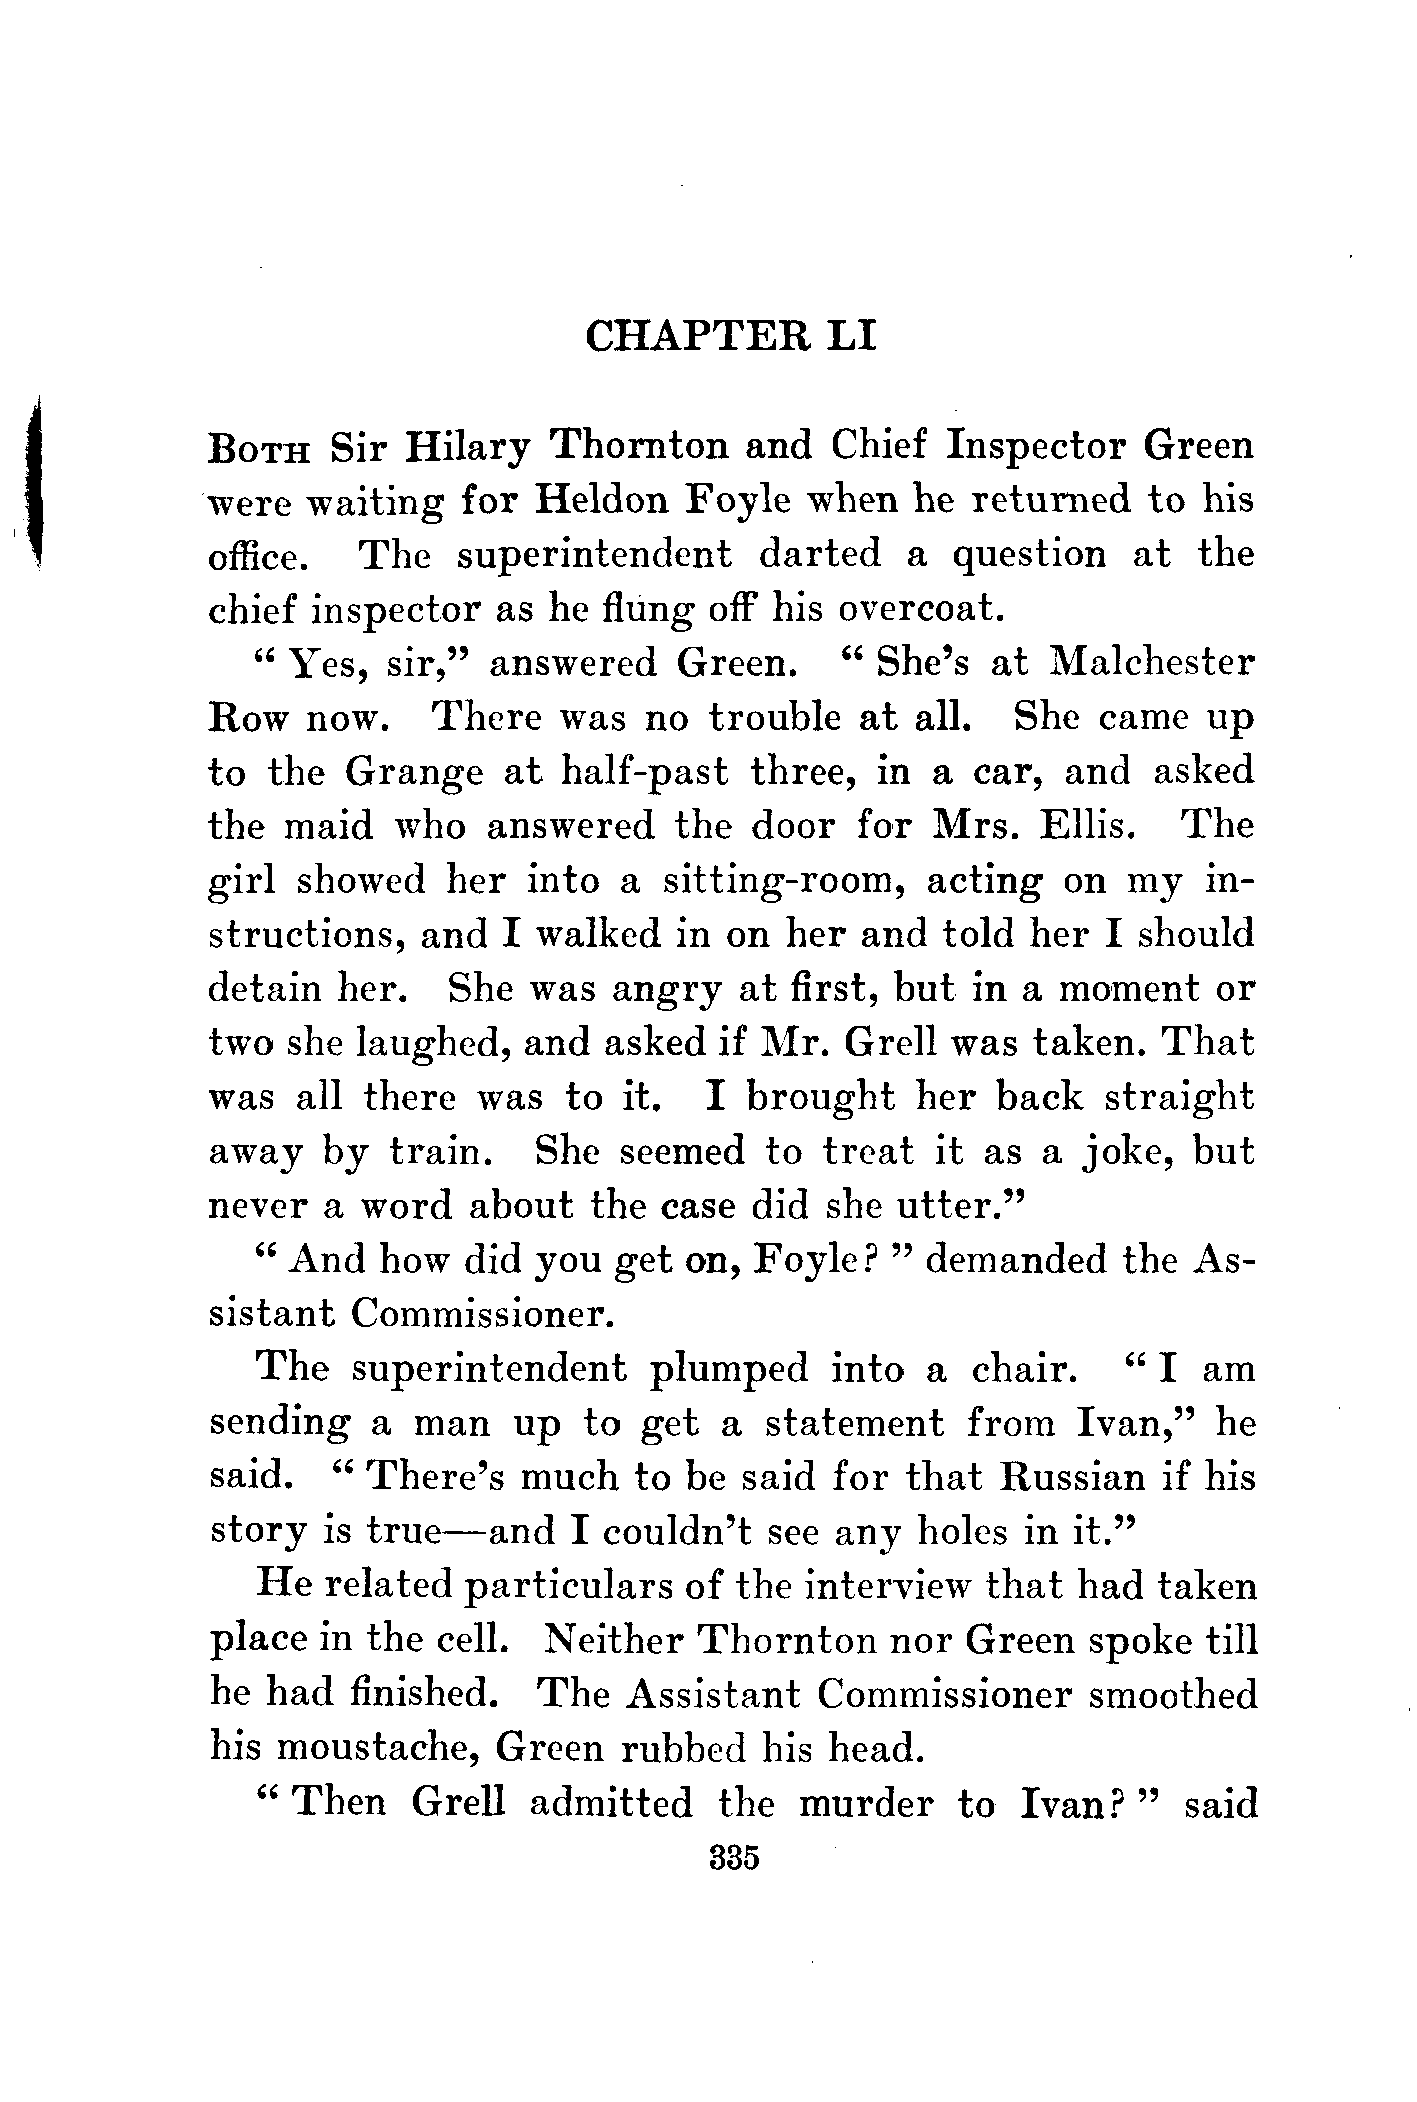 CHAPTER LI
BOTH Sir Hilary Thornton and Chief Inspector Green
were waiting for Heldon Foyle when he returned to his
office. The superintendent darted a question at the
chief inspector as he flung off his overcoat.
“ Yes, sir,” answered Green. “ She’s at Malchester
Row now. There was no trouble at all. She came up
to the Grange at half-past three, in a car, and asked
the maid who answered the door for Mrs. Ellis. The
girl showed her into a sitting-room, acting on my in-
structions, and I walked in on her and told her I should
detain her. She was angry at first, but in a moment or
two she laughed, and asked if Mr. Grell was taken. That
was all there was to it. I brought her back straight
away by train. She seemed to treat it as a joke, but
never a word about the case did she utter.”
“ And how did you get on, Foyle? ” demanded the As-
sistant Commissioner.
The superintendent plumped into a chair. “ I am
sending a man up to get a statement from Ivan,” he
said. “ There’s much to be said for that Russian if his
story is true—and I couldn’t see any holes in it.”
He related particulars of the interview that had taken
place in the cell. Neither Thornton nor Green spoke till
he had finished. The Assistant Commissioner smoothed
his moustache, Green rubbed his head.
“ Then Grell admitted the murder to Ivan? ” said
335